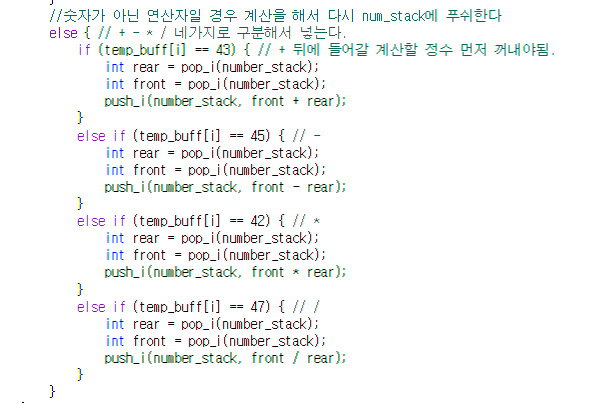 //숫자가 아닌 연산자일 경우 계산을 해서 다시 num_stack에 푸쉬한다
else { // + - * / 네가지로 구분해서 넣는다.
if (temp_buff[i] == 43) { // + 뒤에 들어갈 계산할 정수 먼저 꺼내야됨.
int rear = pop_i(number_stack);
int front = pop_i(number_stack);
push_i(number_stack, front + rear);
}
else if (temp_buff[i] == 45) { // -
int rear = pop_i(number_stack);
int front = pop_i(number_stack);
push_i(number_stack, front - rear);
}
else if (temp_buff[i] == 42) { // *
int rear = pop_i(number_stack);
int front = pop_i(number_stack);
push_i(number_stack, front * rear);
}
else if (temp_buff[i] == 47) { // /
int rear = pop_i(number_stack);
int front = pop_i(number_stack);
push_i(number_stack, front / rear);
}
}